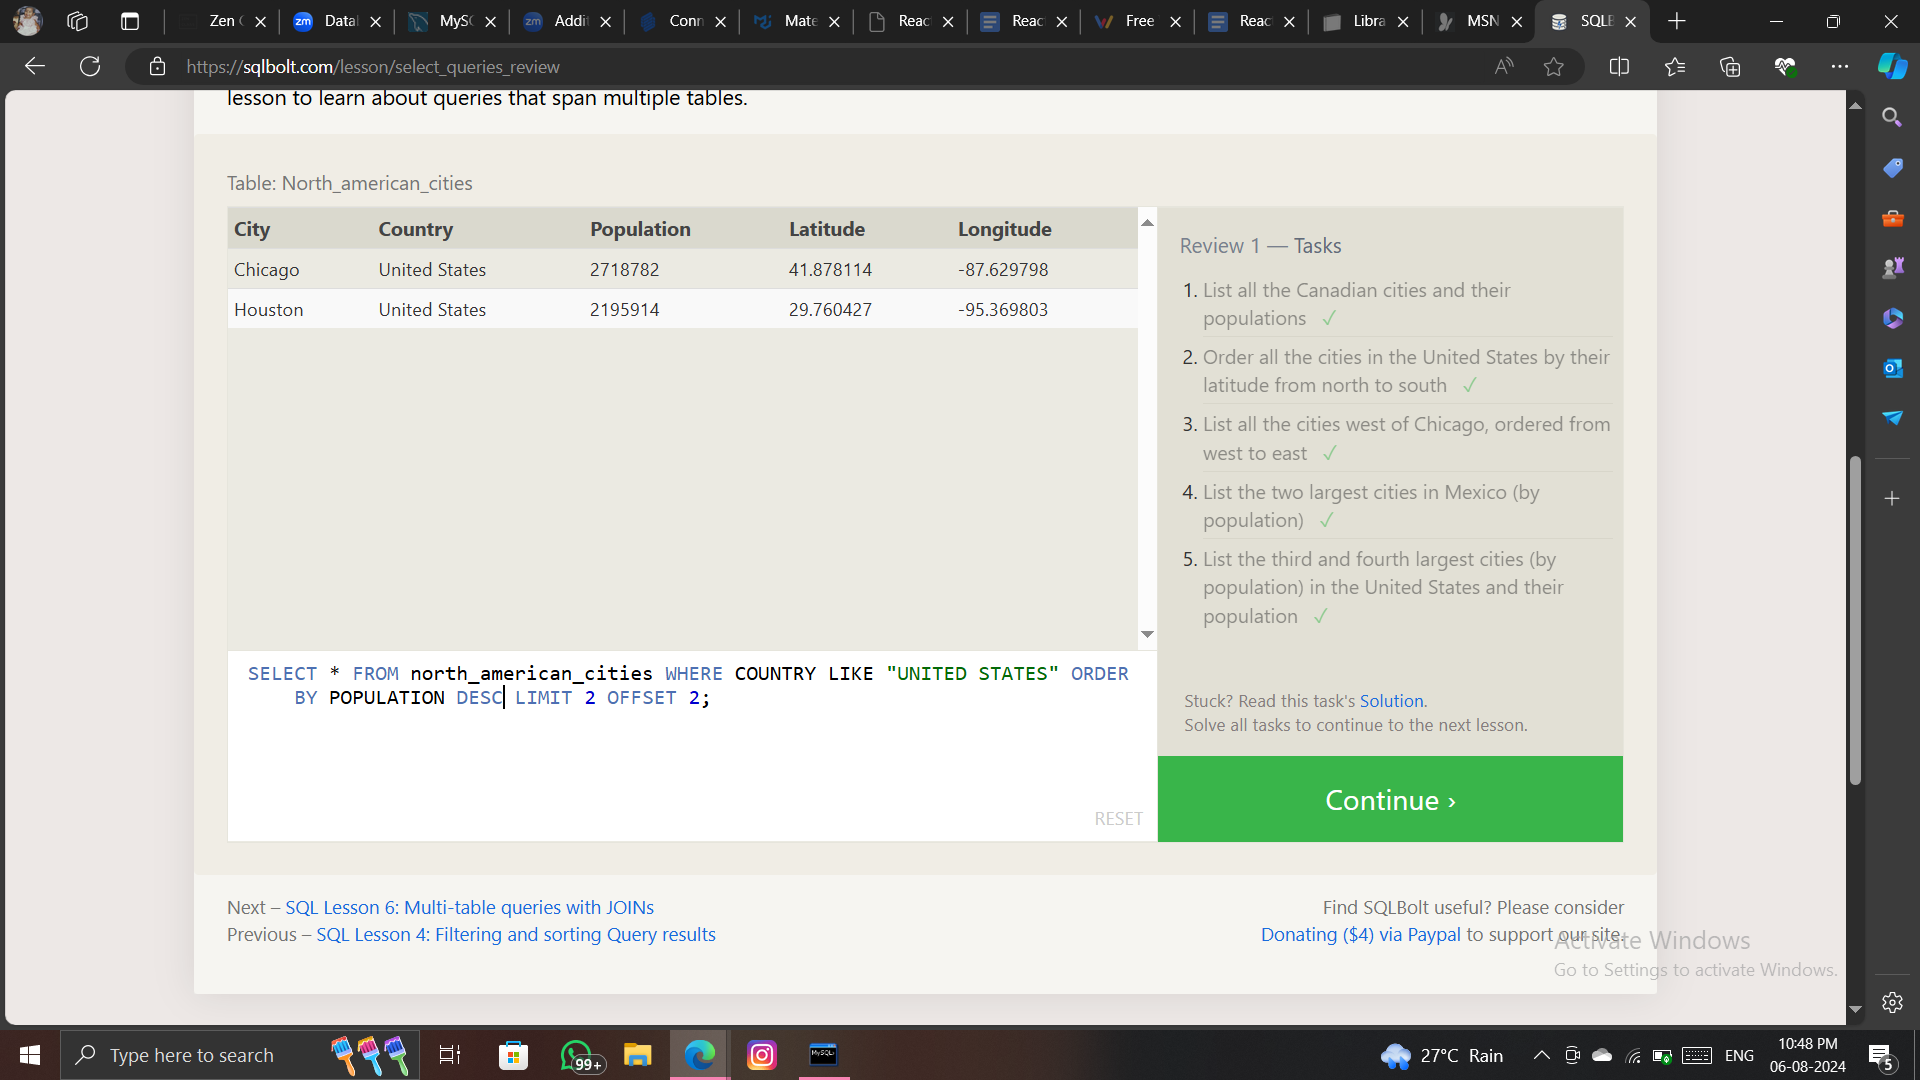 Zen
Data
MyS
Addi
Conn
Mate
Reac
Reac
Free
Reac
Libra
MSN
SQLB
https://sqlbolt.com/lesson/select_queries_review
lesson to learn about queries that span multiple tables.
Table: North_american_cities
City Country Population Latitude Longitude
Chicago United States 2718782 41.878114 -87.629798
Houston United States 2195914 29.760427 -95.369803
Review 1 — Tasks
1. List all the Canadian cities and their
populations ✓
2. Order all the cities in the United States by their
latitude from north to south ✓
3. List all the cities west of Chicago, ordered from
west to east ✓
4. List the two largest cities in Mexico (by
population) ✓
5. List the third and fourth largest cities (by
population) in the United States and their
population ✓
SELECT * FROM north_american_cities WHERE COUNTRY LIKE "UNITED STATES" ORDER
BY POPULATION DESC LIMIT 2 OFFSET 2;
RESET
Stuck? Read this task's Solution.
Solve all tasks to continue to the next lesson.
Continue ›
Next – SQL Lesson 6: Multi-table queries with JOINs
Previous – SQL Lesson 4: Filtering and sorting Query results
Find SQLBolt useful? Please consider
Donating ($4) via Paypal to support our site.
Activate Windows
Go to Settings to activate Windows.
Type here to search
99+
27°C Rain
ENG
10:48 PM
06-08-2024
5